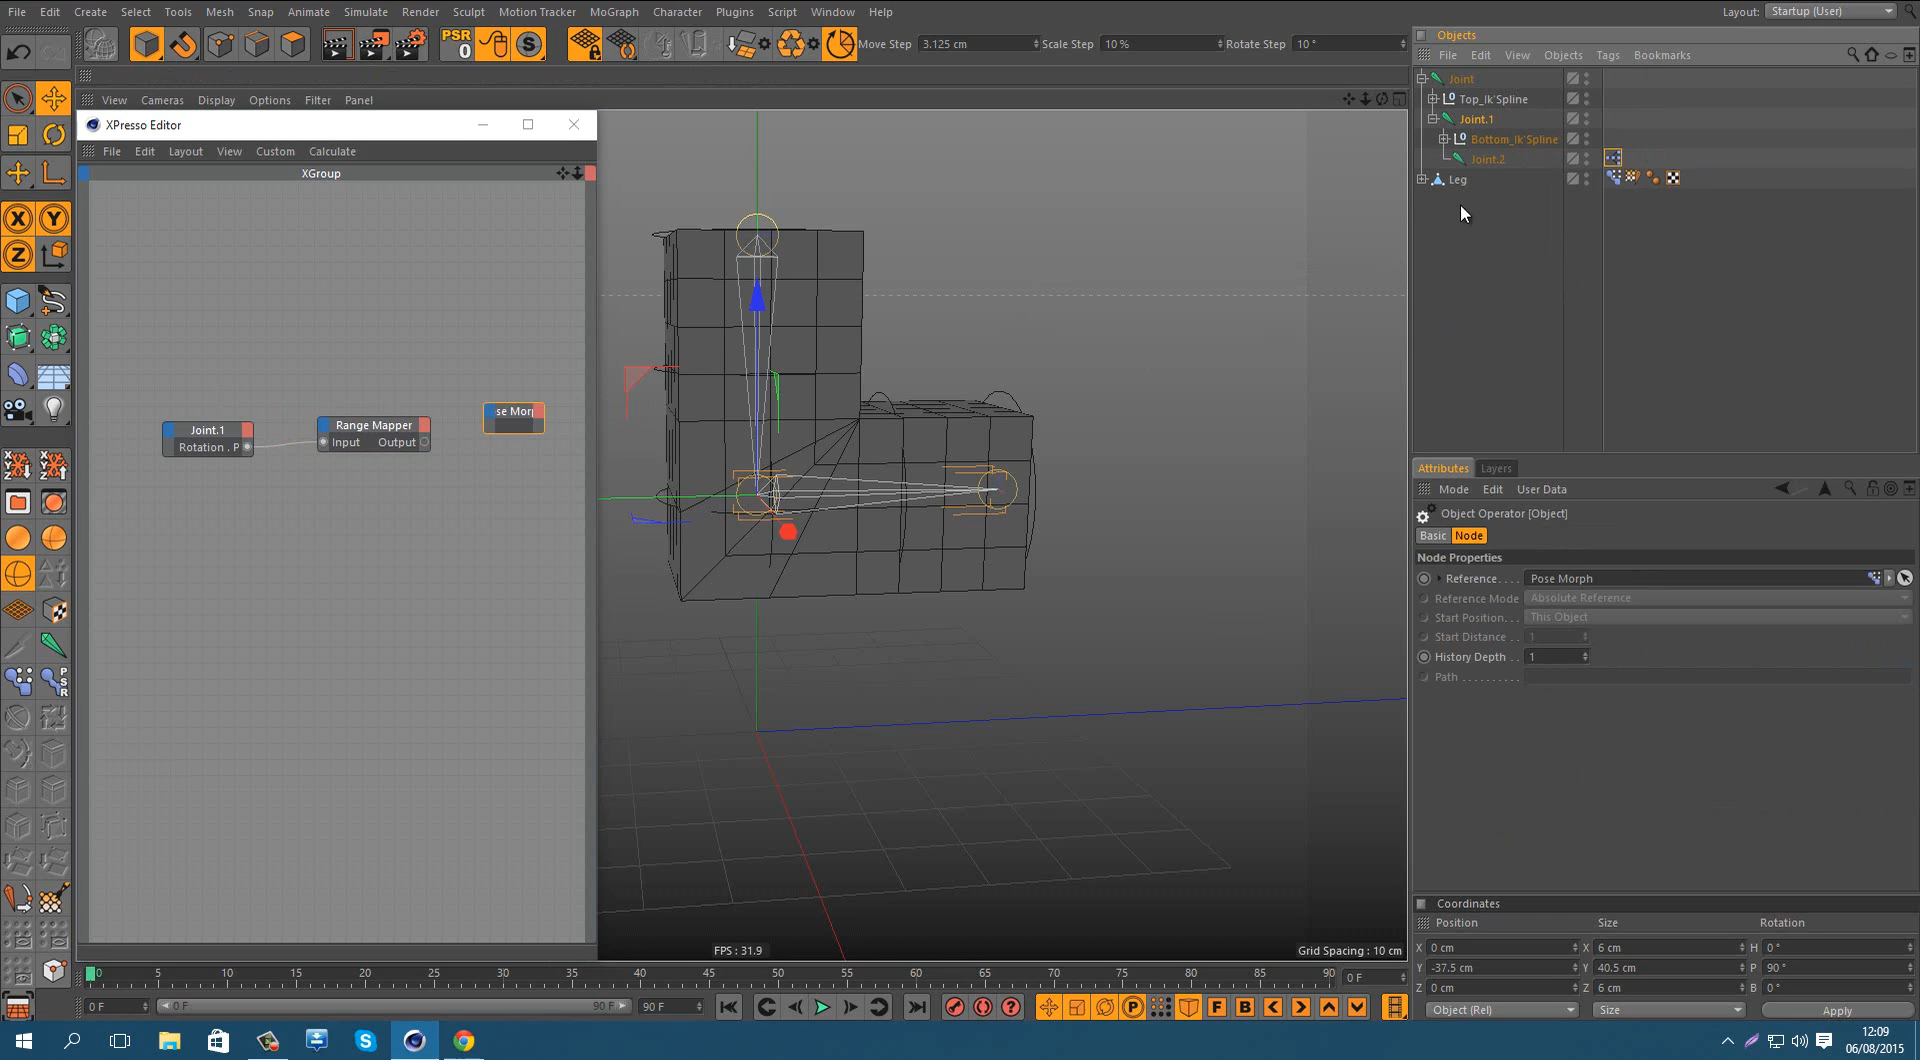 File Edit Create Select Tools Mesh Snap Animate Simulate Render Sculpt Motion Tracker MoGraph Character Plugins Script Window Help
Layout: Startup (User)
PSR 0 S Move Step 3.125 cm Scale Step 10 % Rotate Step 10 °
Objects
File Edit View Objects Tags Bookmarks
Joint
Top_Ik`Spline
Joint.1
Bottom_Ik`Spline
Joint.2
Leg
View Cameras Display Options Filter Panel
XPresso Editor
File Edit Layout View Custom Calculate
XGroup
Joint.1
Rotation . P
Range Mapper
Input Output
se Mor
X Y
Z
FPS : 31.9
Grid Spacing : 10 cm
Attributes Layers
Mode Edit User Data
Object Operator [Object]
Basic Node
Node Properties
Reference. . . . Pose Morph
Reference Mode Absolute Reference
Start Position. . . This Object
Start Distance . . 1
History Depth . . 1
Path . . . . . . . . . .
Coordinates
Position Size Rotation
X 0 cm X 6 cm H 0 °
Y -37.5 cm Y 40.5 cm P 90 °
Z 0 cm Z 6 cm B 0 °
Object (Rel) Size Apply
0 5 10 15 20 25 30 35 40 45 50 55 60 65 70 75 80 85 90 0 F
0 F 0 F 90 F 90 F
P F B
12:09
06/08/2015